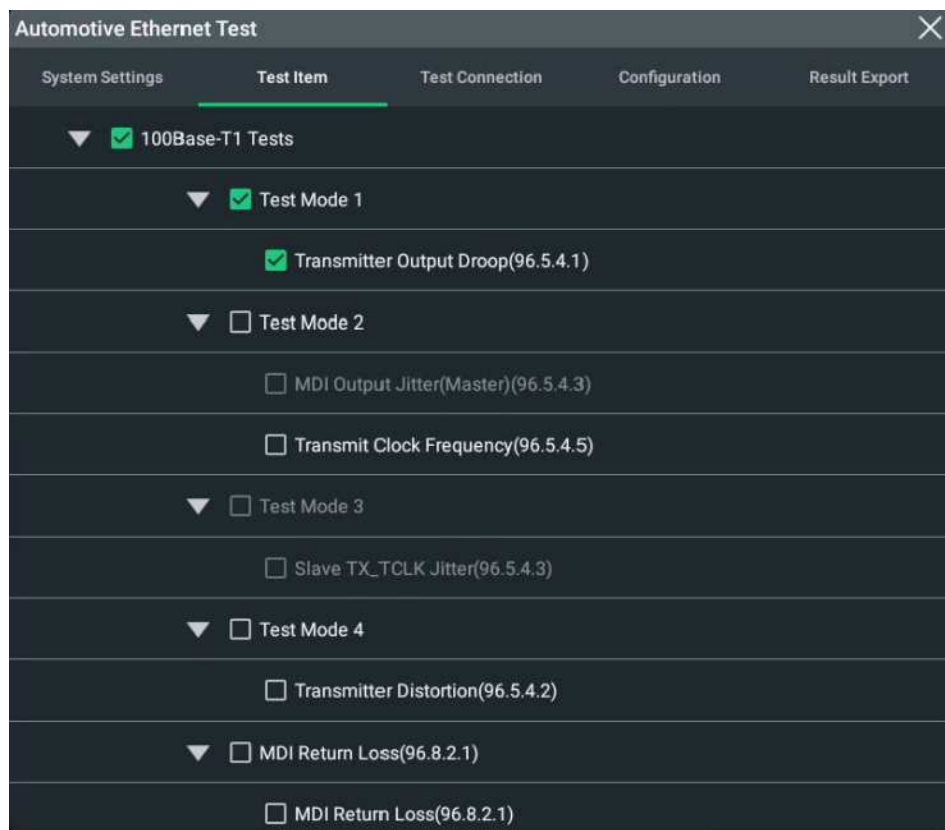 Automotive Ethernet Test
System Settings Test Item Test Connection Configuration Result Export
100Base-T1 Tests
Test Mode 1
Transmitter Output Droop(96.5.4.1)
Test Mode 2
MDI Output Jitter(Master)(96.5.4.3)
Transmit Clock Frequency(96.5.4.5)
Test Mode 3
Slave TX_TCLK Jitter(96.5.4.3)
Test Mode 4
Transmitter Distortion(96.5.4.2)
MDI Return Loss(96.8.2.1)
MDI Return Loss(96.8.2.1)